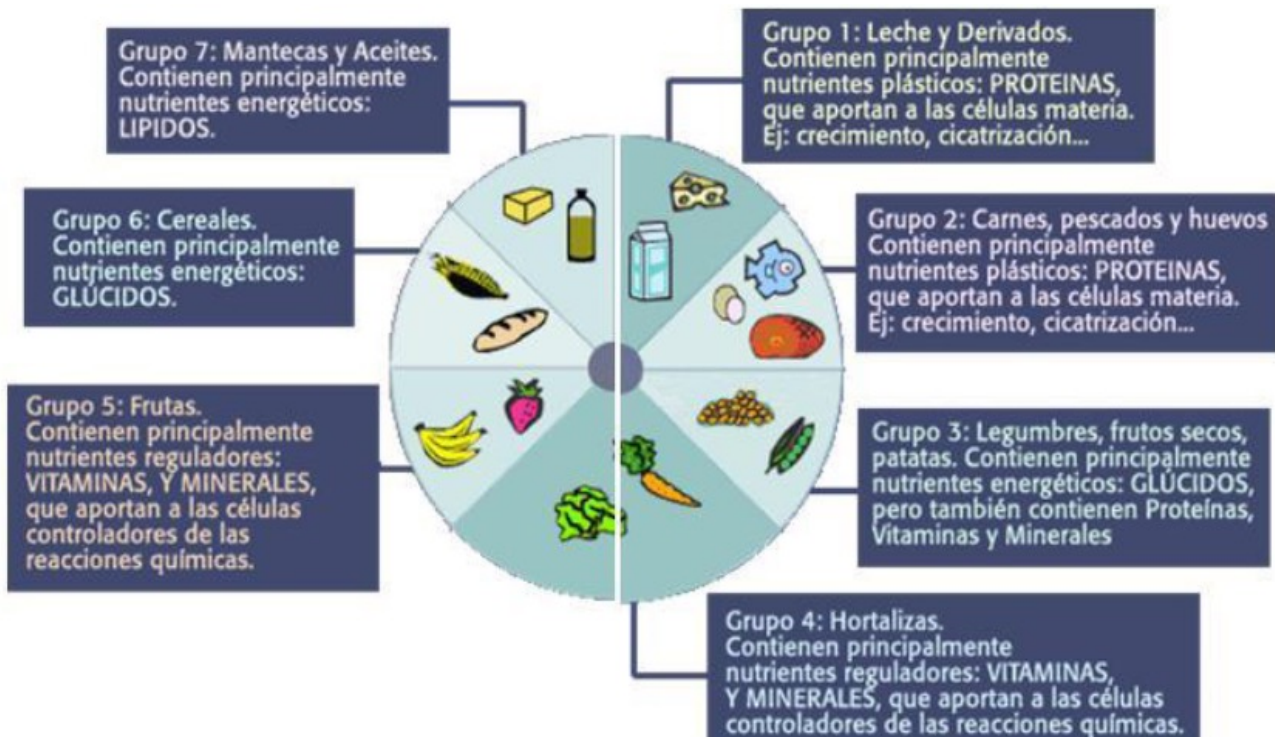 Grupo 7: Mantecas y Aceites.
Contienen principalmente
nutrientes energéticos:
LIPIDOS.
Grupo 1: Leche y Derivados.
Contienen principalmente
nutrientes plásticos: PROTEINAS,
que aportan a las células materia.
Ej: crecimiento, cicatrización...
Grupo 6: Cereales.
Contienen principalmente
nutrientes energéticos:
GLÚCIDOS.
Grupo 2: Carnes, pescados y huevos
Contienen principalmente
nutrientes plásticos: PROTEINAS,
que aportan a las células materia.
Ej: crecimiento, cicatrización...
Grupo 5: Frutas.
Contienen principalmente
nutrientes reguladores:
VITAMINAS, Y MINERALES,
que aportan a las células
controladores de las
reacciones químicas.
Grupo 3: Legumbres, frutos secos,
patatas. Contienen principalmente
nutrientes energéticos: GLÚCIDOS,
pero también contienen Proteínas,
Vitaminas y Minerales
Grupo 4: Hortalizas.
Contienen principalmente
nutrientes reguladores: VITAMINAS,
Y MINERALES, que aportan a las células
controladores de las reacciones químicas.